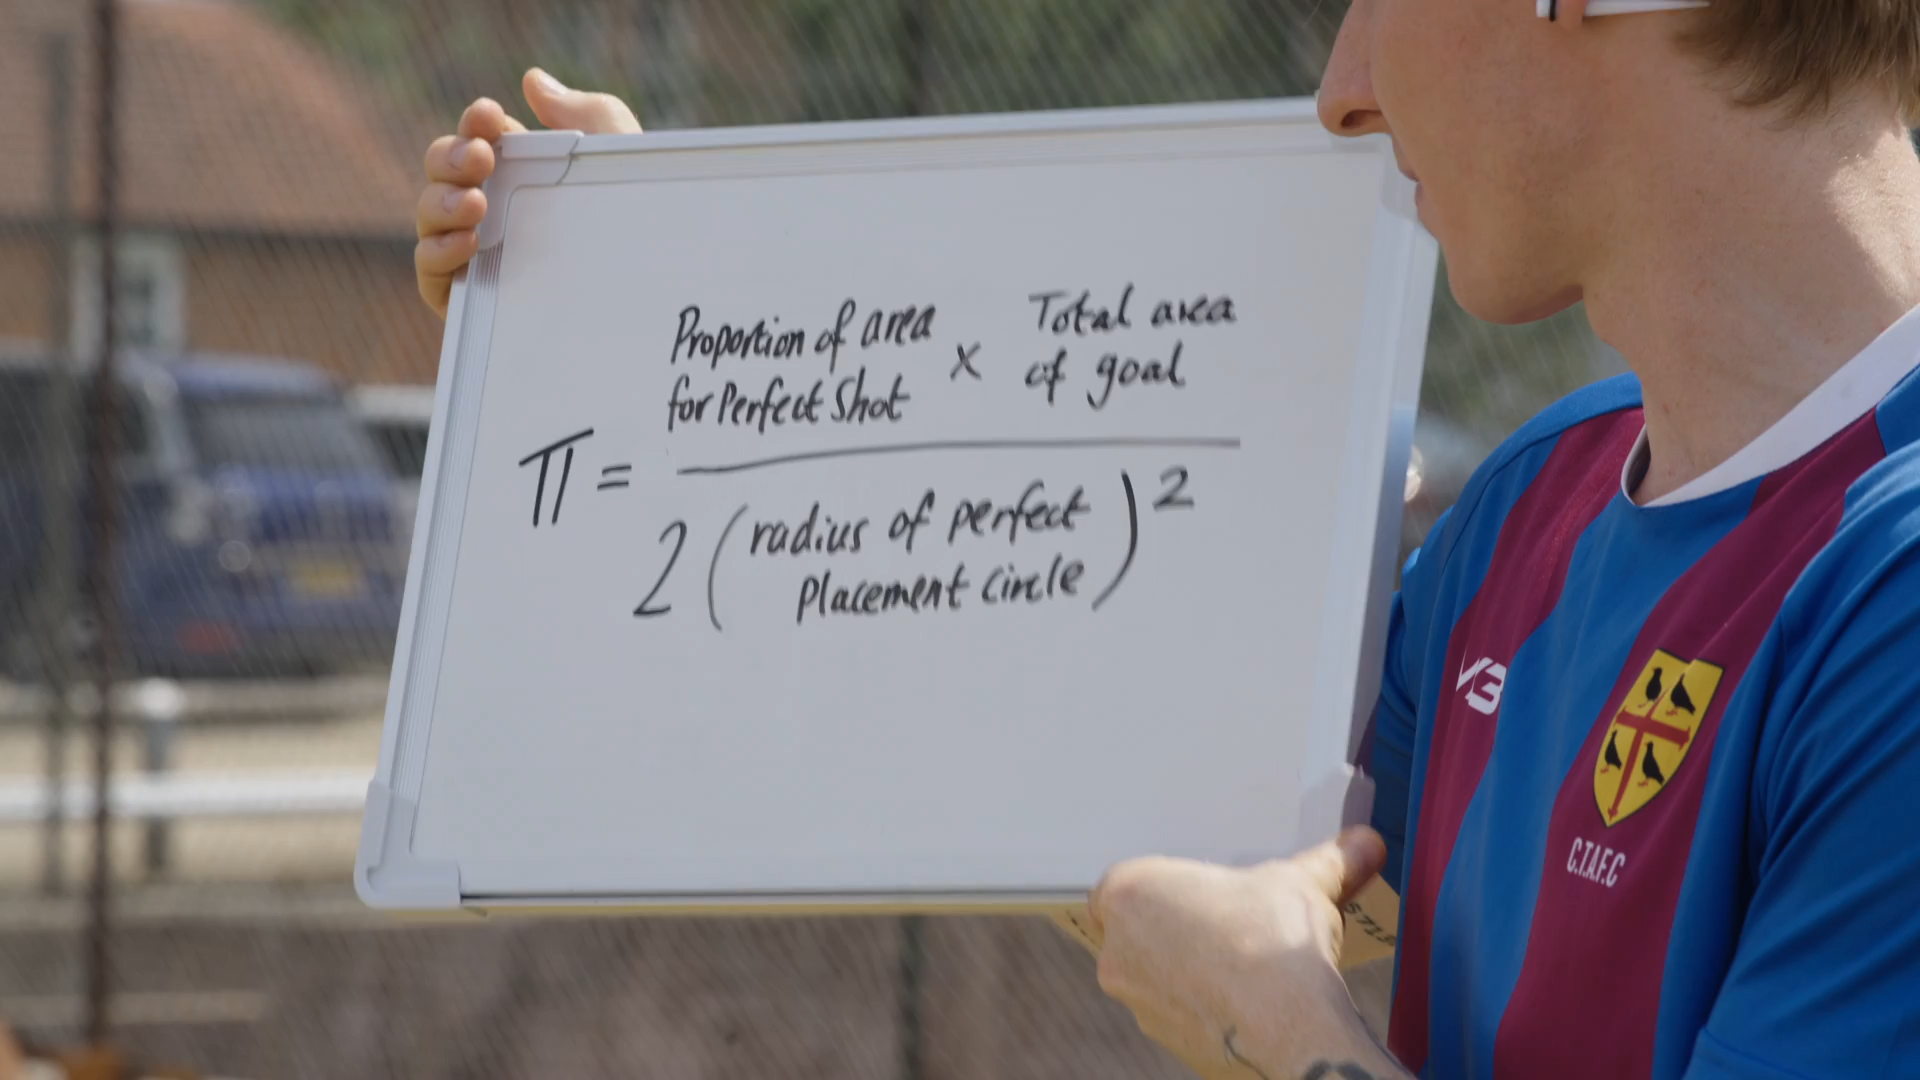 Proportion of area
for Perfect Shot
×
Total area
of goal
π =
2 (radius of perfect
placement circle)²
V3
C.T.A.F.C